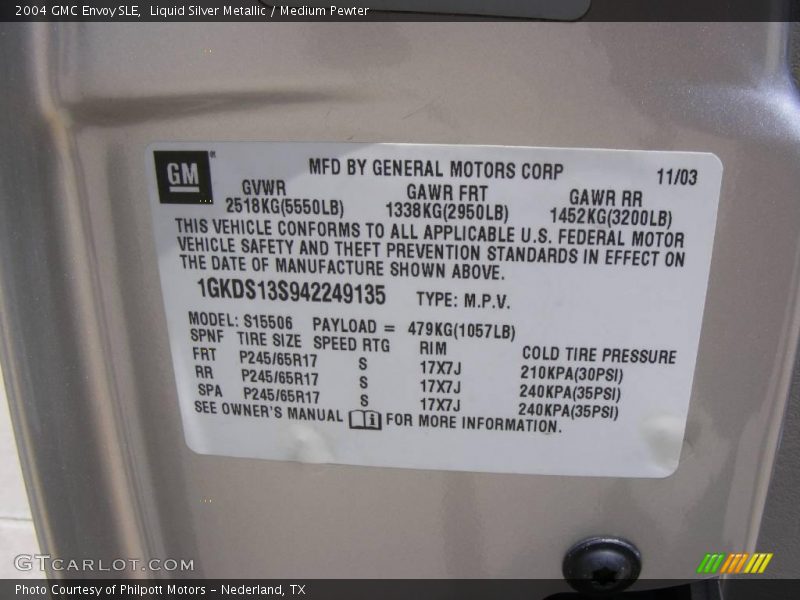 2004 GMC Envoy SLE, Liquid Silver Metallic / Medium Pewter
GM
MFD BY GENERAL MOTORS CORP 11/03
GVWR GAWR FRT GAWR RR
2518KG(5550LB) 1338KG(2950LB) 1452KG(3200LB)
THIS VEHICLE CONFORMS TO ALL APPLICABLE U.S. FEDERAL MOTOR
VEHICLE SAFETY AND THEFT PREVENTION STANDARDS IN EFFECT ON
THE DATE OF MANUFACTURE SHOWN ABOVE.
1GKDS13S942249135 TYPE: M.P.V.
MODEL: S15506 PAYLOAD = 479KG(1057LB)
SPNF TIRE SIZE SPEED RTG RIM COLD TIRE PRESSURE
FRT P245/65R17 S 17X7J 210KPA(30PSI)
RR P245/65R17 S 17X7J 240KPA(35PSI)
SPA P245/65R17 S 17X7J 240KPA(35PSI)
SEE OWNER'S MANUAL FOR MORE INFORMATION.
GTCARLOT.COM
Photo Courtesy of Philpott Motors - Nederland, TX